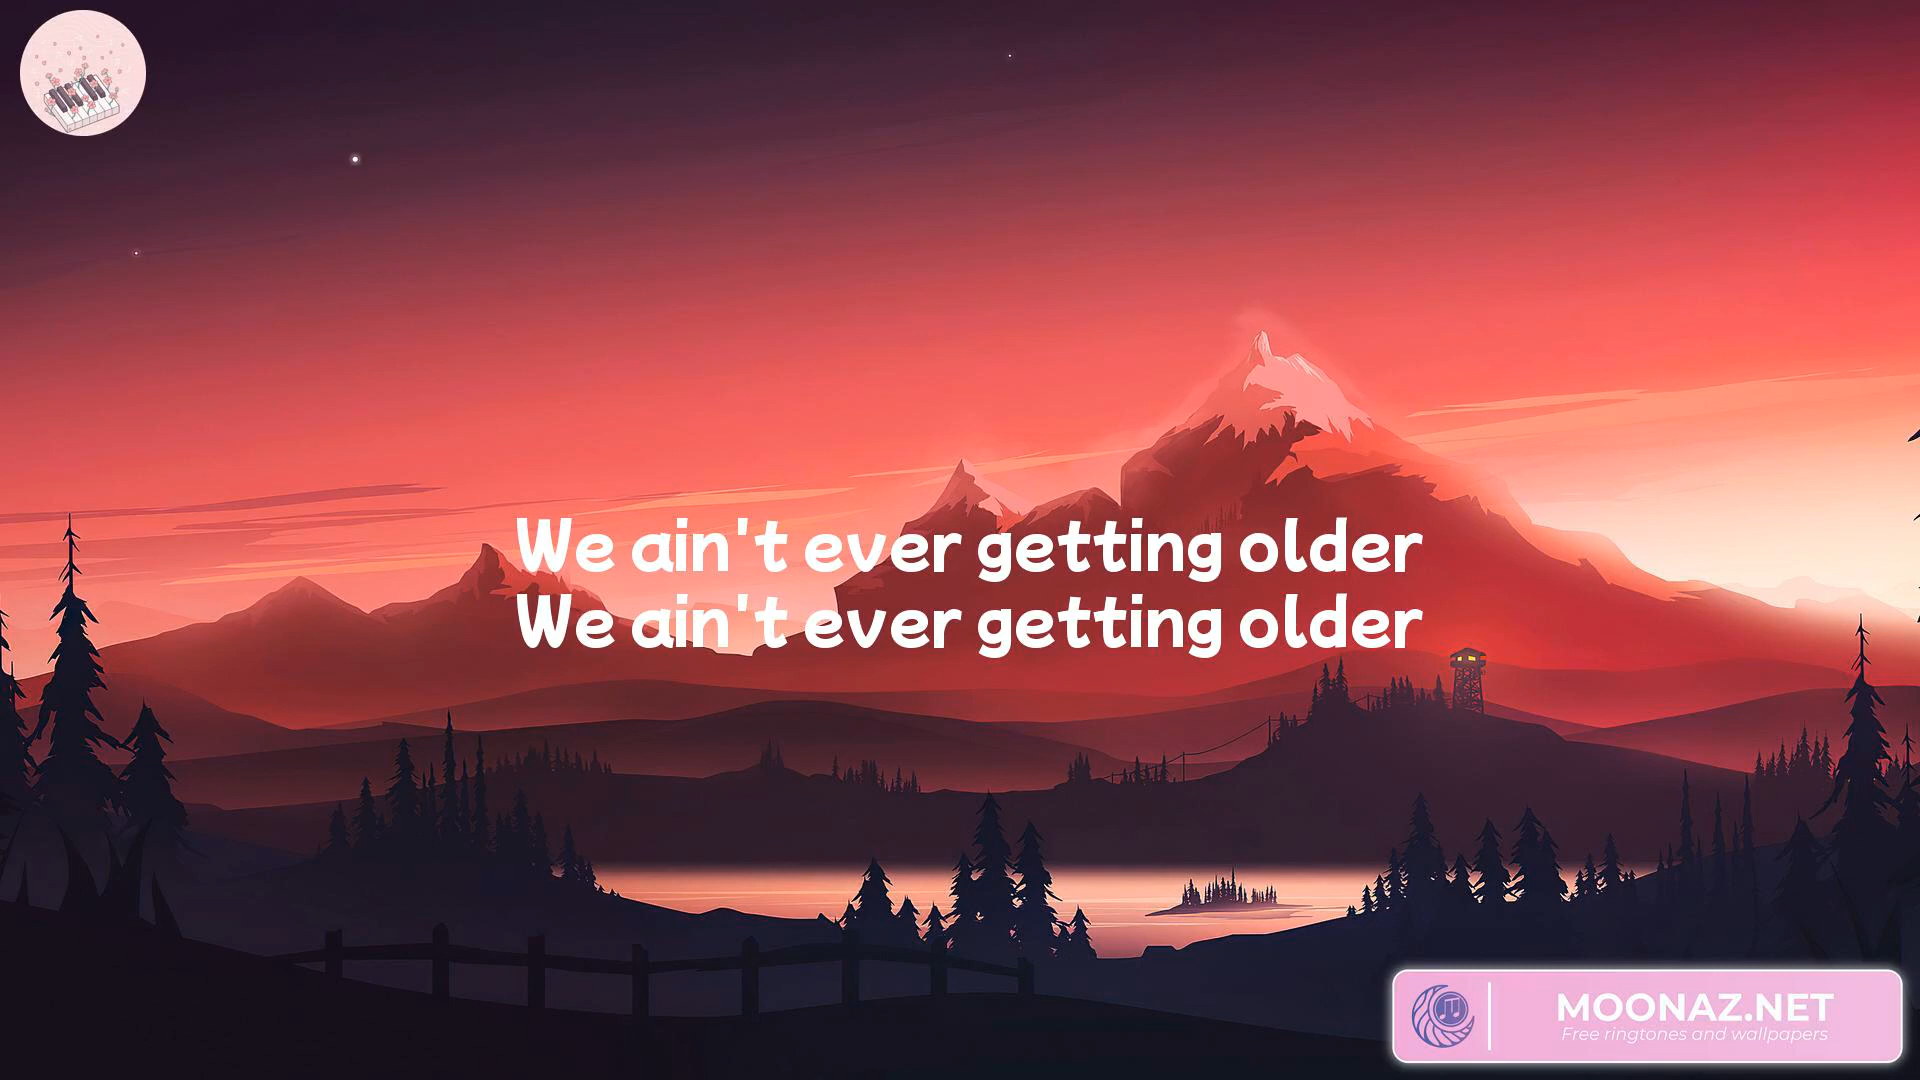 We ain't ever getting older
We ain't ever getting older
MOONAZ.NET
Free ringtones and wallpapers